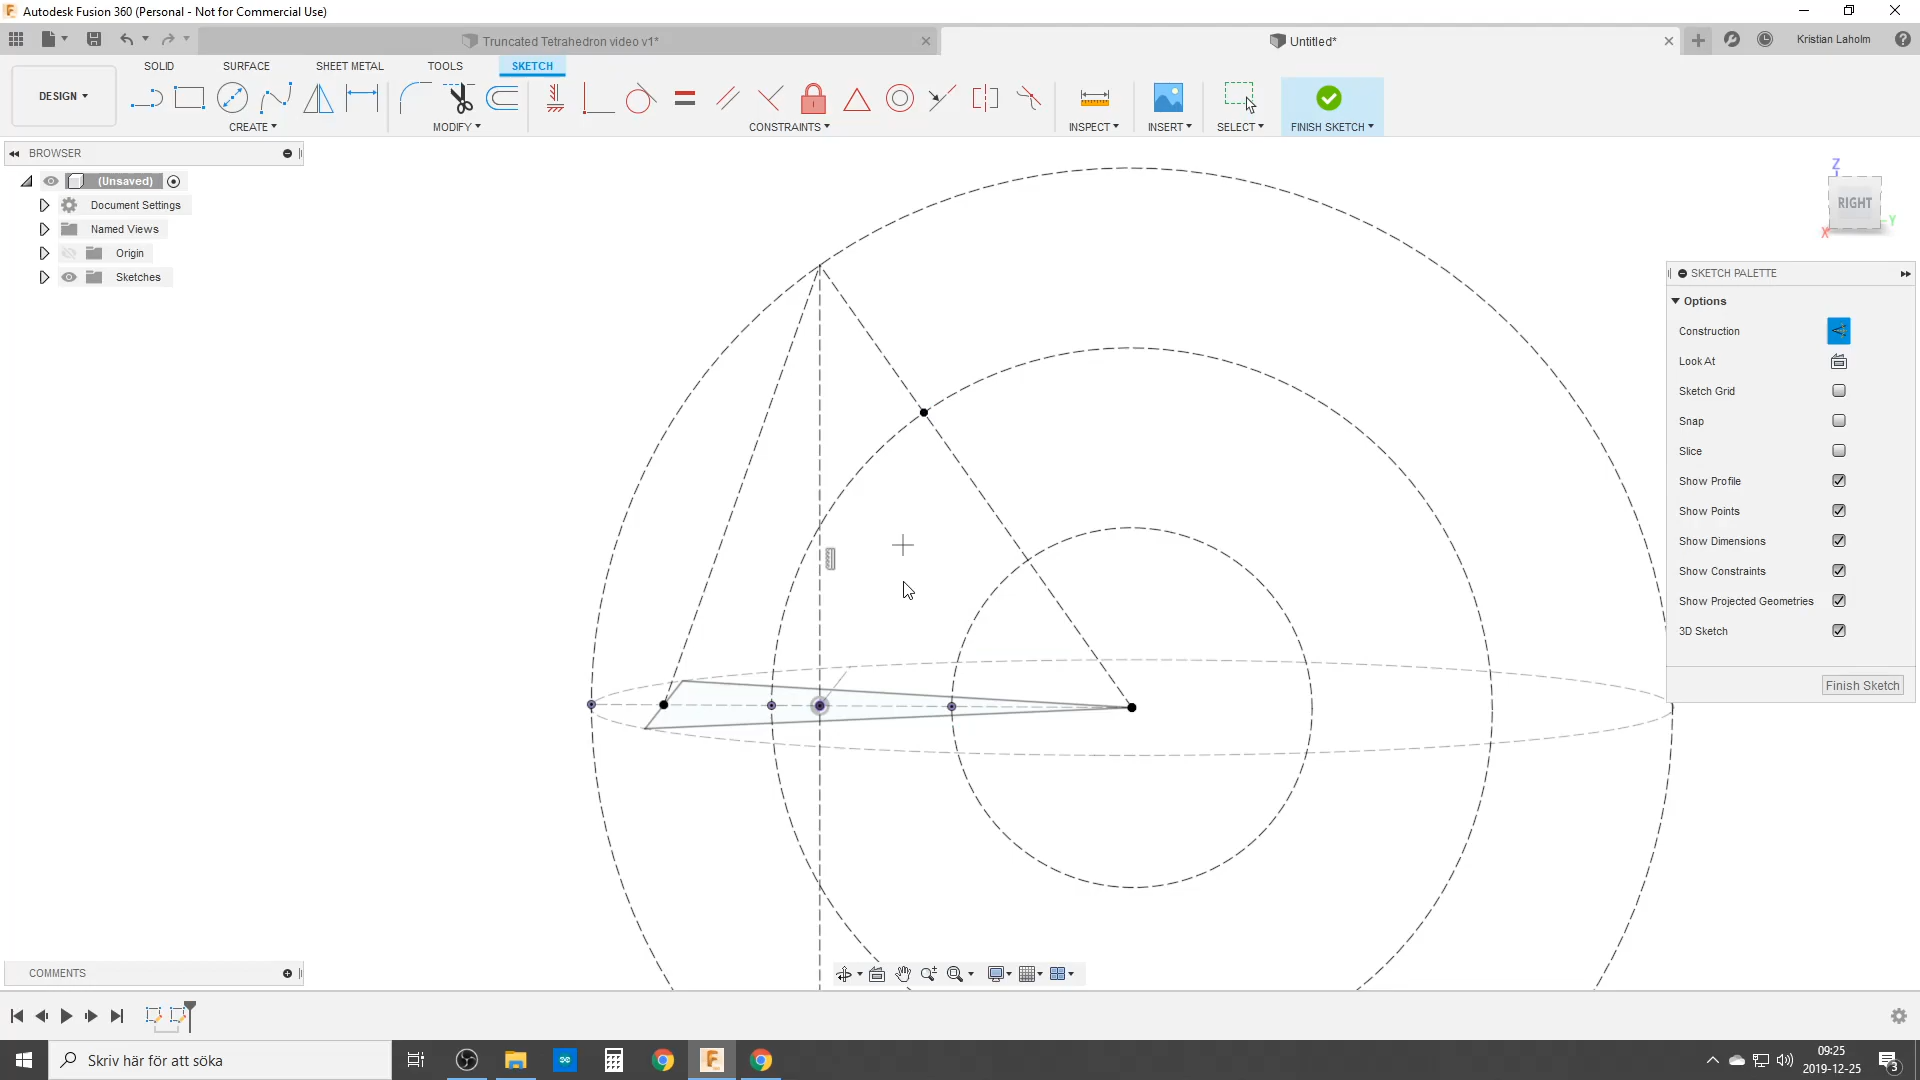 Autodesk Fusion 360 (Personal - Not for Commercial Use)
Truncated Tetrahedron video v1*
Untitled*
Kristian Laholm
SOLID
SURFACE
SHEET METAL
TOOLS
SKETCH
DESIGN
CREATE
MODIFY
CONSTRAINTS
INSPECT
INSERT
SELECT
FINISH SKETCH
BROWSER
(Unsaved)
Document Settings
Named Views
Origin
Sketches
Z
RIGHT
Y
X
SKETCH PALETTE
Options
Construction
Look At
Sketch Grid
Snap
Slice
Show Profile
Show Points
Show Dimensions
Show Constraints
Show Projected Geometries
3D Sketch
Finish Sketch
COMMENTS
Skriv här för att söka
09:25
2019-12-25
3